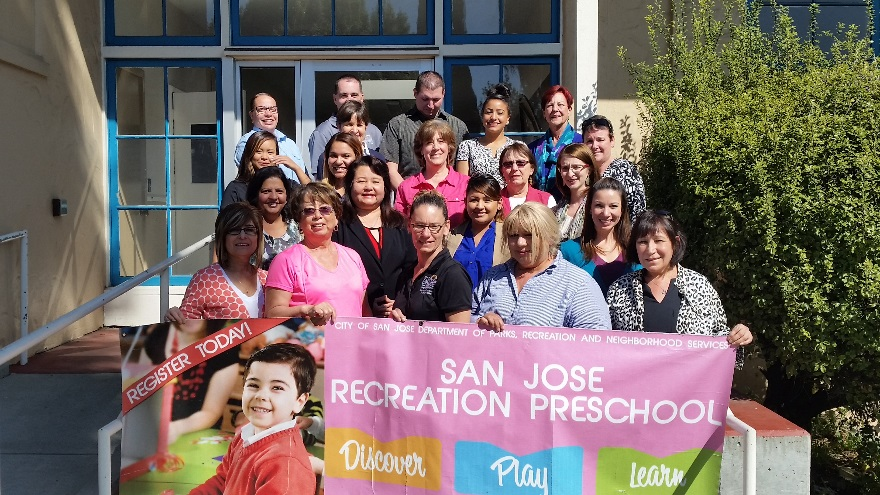 REGISTER TODAY!
CITY OF SAN JOSE DEPARTMENT OF PARKS, RECREATION AND NEIGHBORHOOD SERVICES
SAN JOSE
RECREATION PRESCHOOL
Discover Play Learn